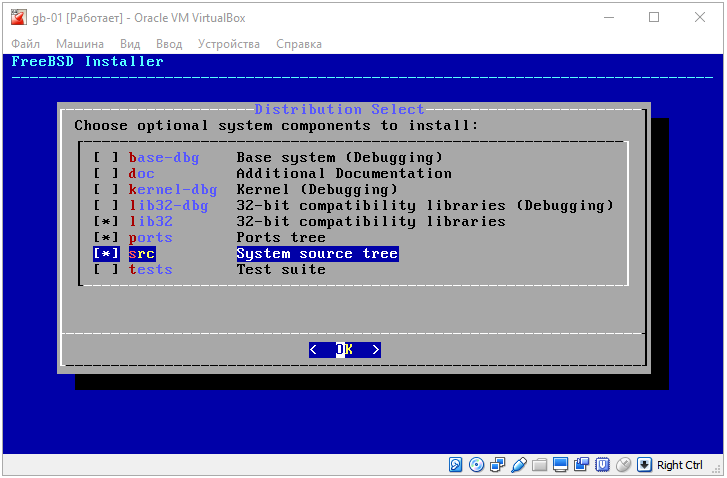 gb-01 [Работает] - Oracle VM VirtualBox
Файл Машина Вид Ввод Устройства Справка
FreeBSD Installer
Distribution Select
Choose optional system components to install:
[ ] base-dbg Base system (Debugging)
[ ] doc Additional Documentation
[ ] kernel-dbg Kernel (Debugging)
[ ] lib32-dbg 32-bit compatibility libraries (Debugging)
[*] lib32 32-bit compatibility libraries
[*] ports Ports tree
[*] src System source tree
[ ] tests Test suite
< OK >
Right Ctrl